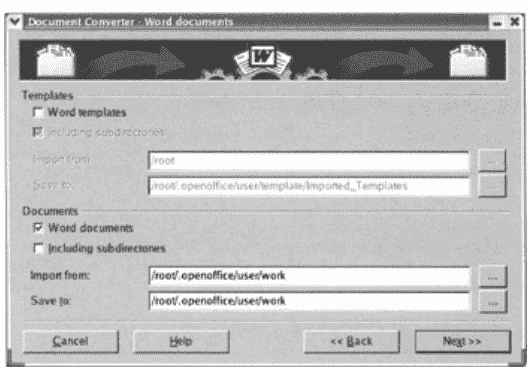 Document Converter - Word documents
W
Templates
Word templates
Including subdirectories
Import from:
/root
...
Save to:
/root/.openoffice/user/template/Imported_Templates
...
Documents
Word documents
Including subdirectories
Import from:
/root/.openoffice/user/work
...
Save to:
/root/.openoffice/user/work
...
Cancel
Help
<< Back
Next >>